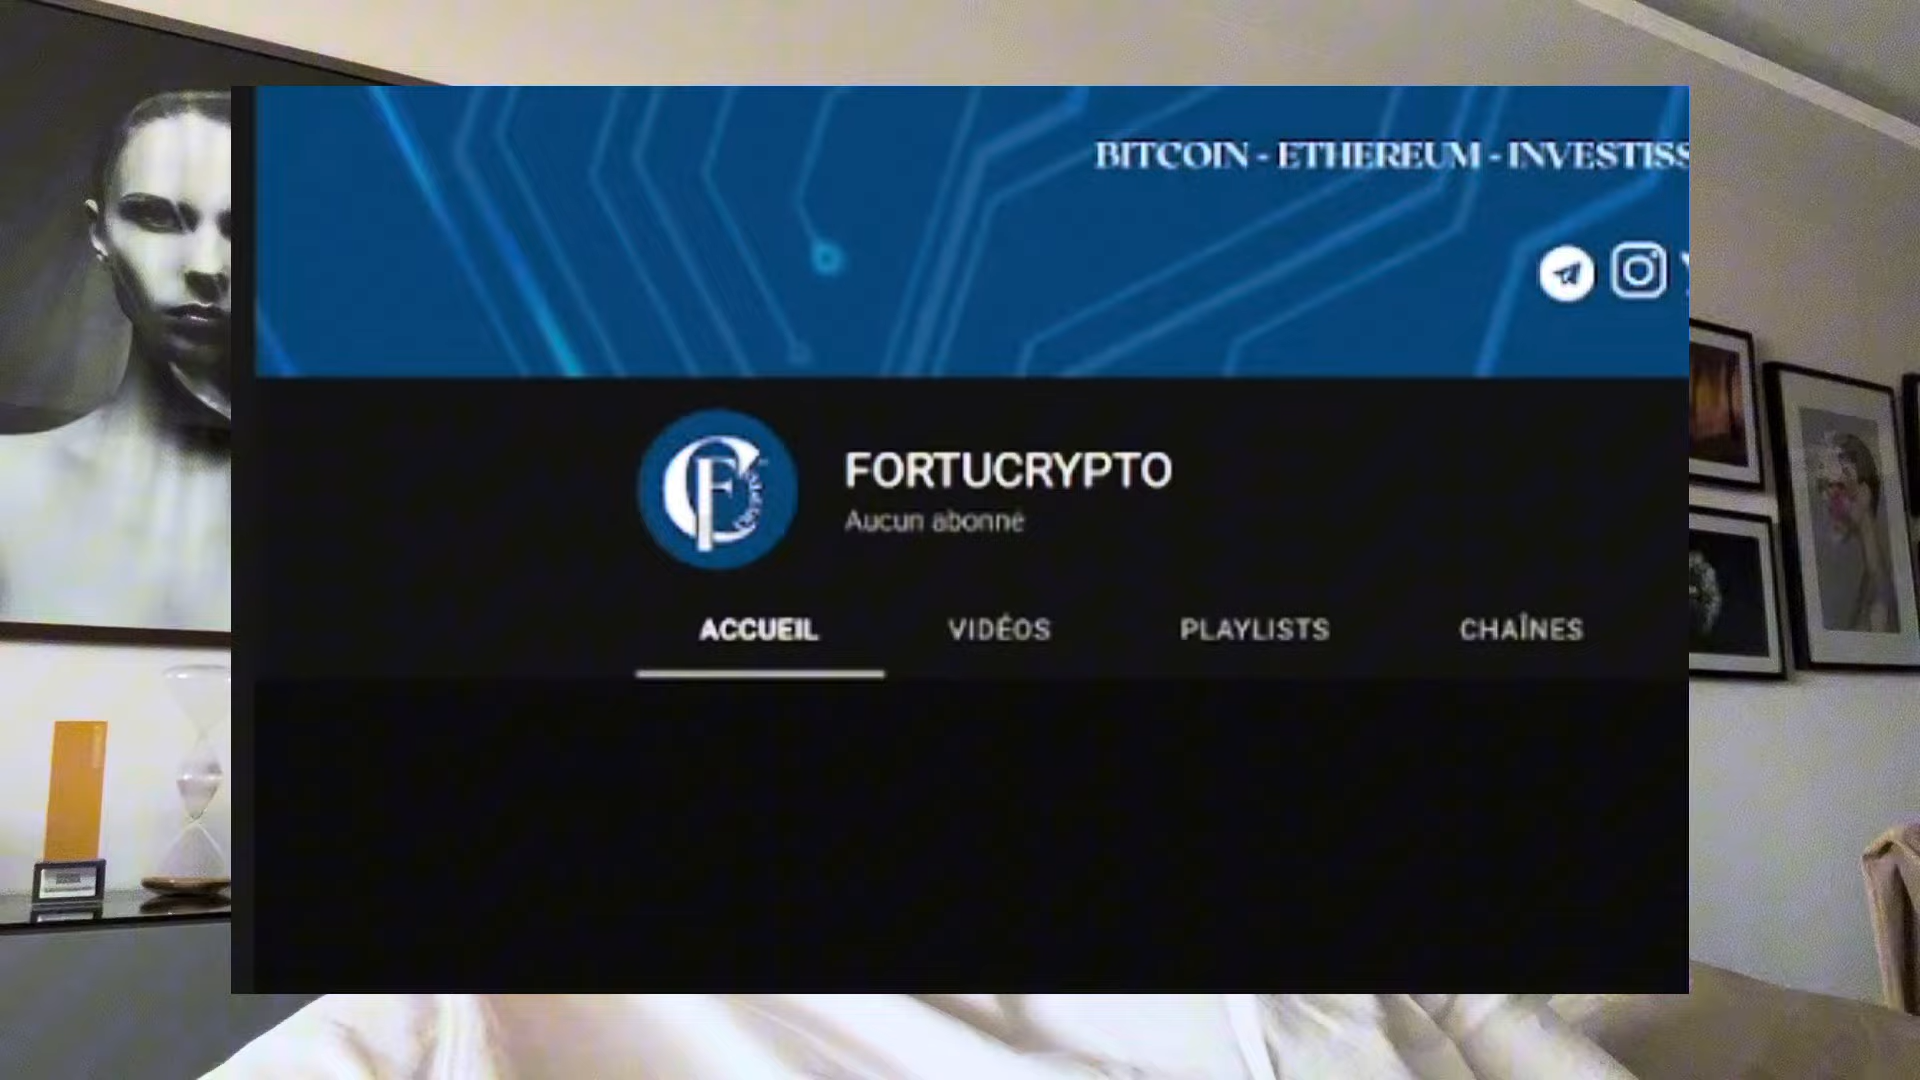 BITCOIN - ETHEREUM - INVESTISS
FORTUCRYPTO
Aucun abonné
ACCUEIL
VIDÉOS
PLAYLISTS
CHAÎNES